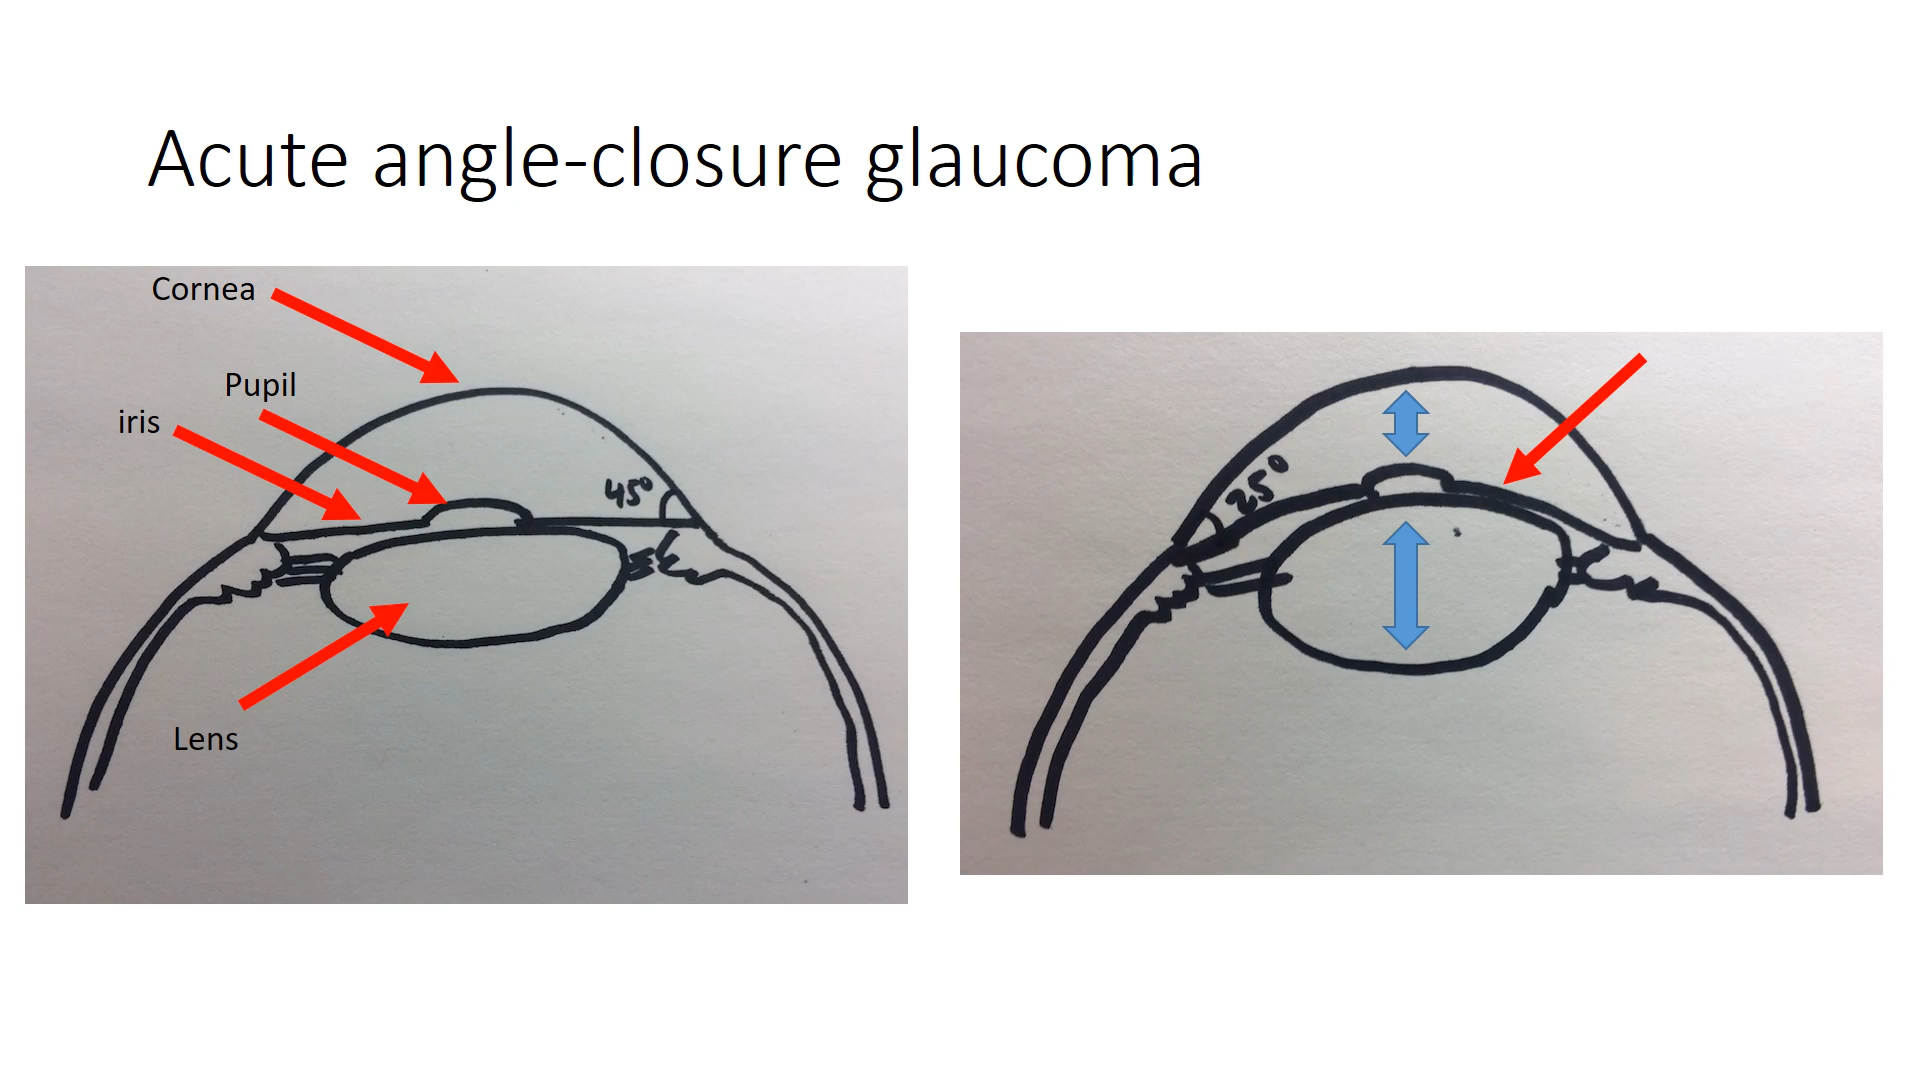 Acute angle-closure glaucoma
Cornea
Pupil
iris
45°
Lens
25°